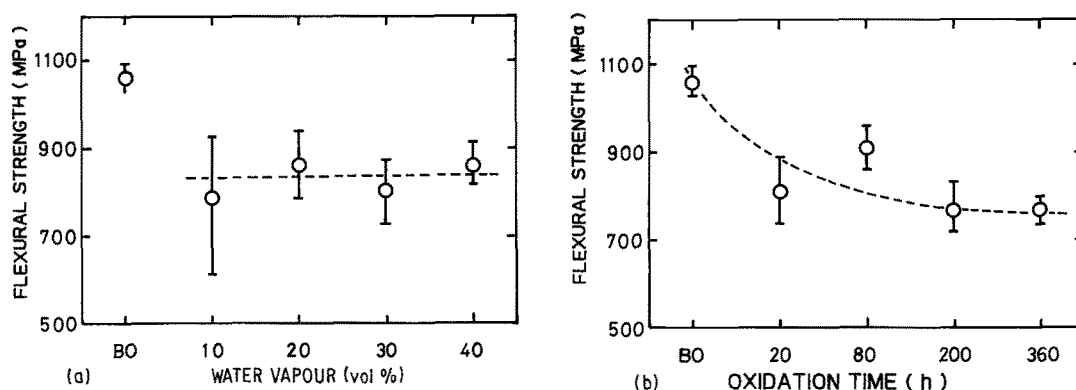 FLEXURAL STRENGTH (MPa)
1100
900
700
500
BO 10 20 30 40
(a) WATER VAPOUR (vol %)
FLEXURAL STRENGTH (MPa)
1100
900
700
500
BO 20 80 200 360
(b) OXIDATION TIME (h)